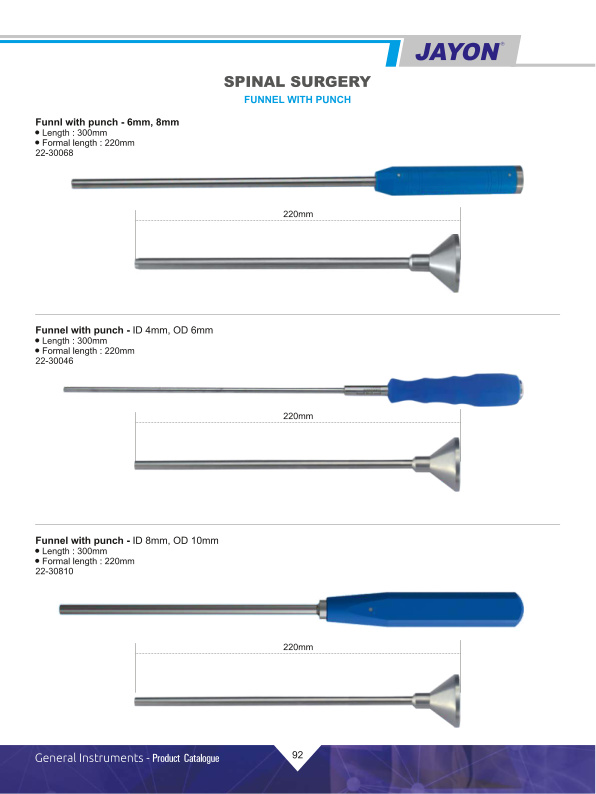 JAYON®
SPINAL SURGERY
FUNNEL WITH PUNCH
Funnl with punch - 6mm, 8mm
• Length : 300mm
• Formal length : 220mm
22-30068
220mm
Funnel with punch - ID 4mm, OD 6mm
• Length : 300mm
• Formal length : 220mm
22-30046
220mm
Funnel with punch - ID 8mm, OD 10mm
• Length : 300mm
• Formal length : 220mm
22-30810
220mm
General Instruments - Product Catalogue
92